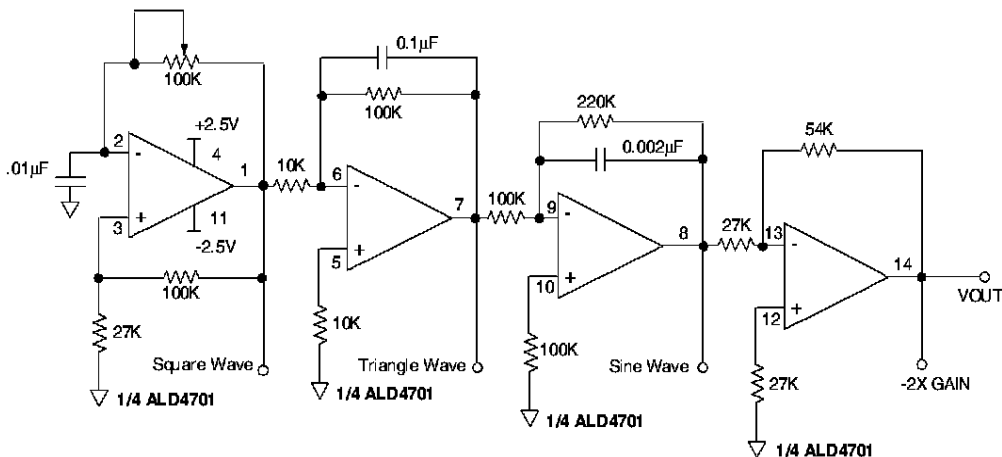 100K
0.1µF
100K
220K
0.002µF
54K
.01µF
2
-
+2.5V
4
1
11
-2.5V
3
+
100K
27K
Square Wave
1/4 ALD4701
10K
6
-
7
5
+
10K
Triangle Wave
1/4 ALD4701
100K
9
-
8
10
+
100K
Sine Wave
1/4 ALD4701
27K
13
-
14
12
+
27K
VOUT
-2X GAIN
1/4 ALD4701